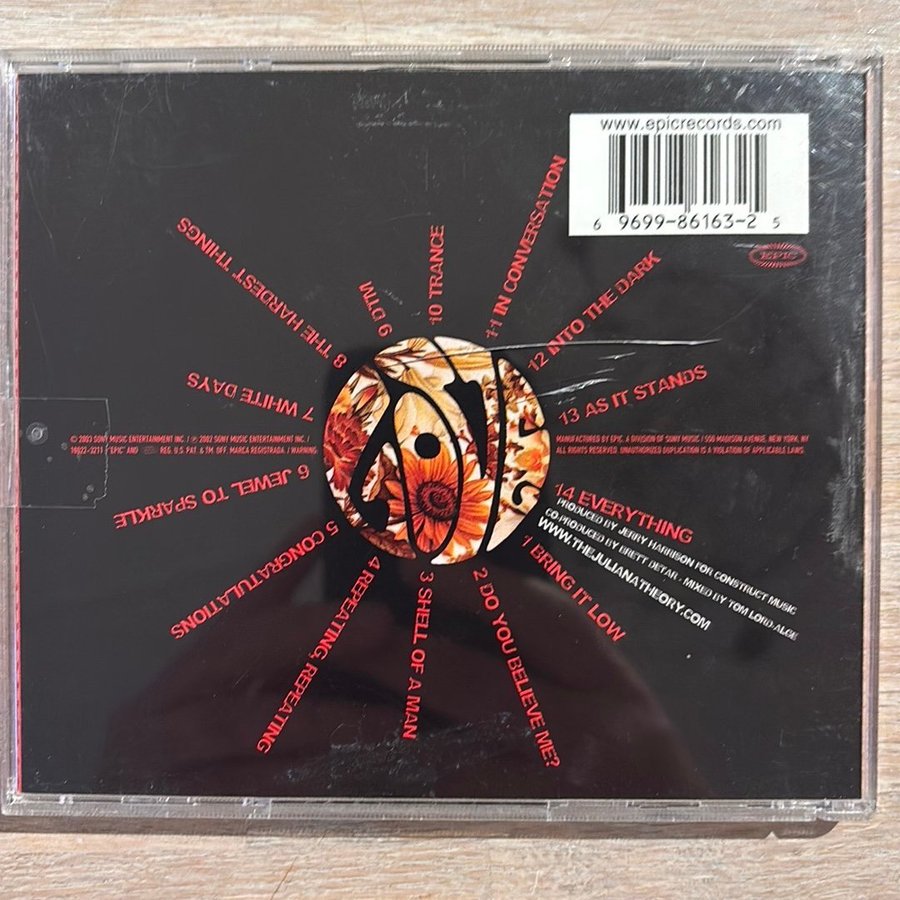 www.epicrecords.com
6 9699-86163-2 5
EPIC
1 BRING IT LOW
2 DO YOU BELIEVE ME?
3 SHELL OF A MAN
4 REPEATING, REPEATING
5 CONGRATULATIONS
6 JEWEL TO SPARKLE
7 WHITE DAYS
8 THE HARDEST THINGS
9 DTM
10 TRANCE
11 IN CONVERSATION
12 INTO THE DARK
13 AS IT STANDS
14 EVERYTHING
PRODUCED BY JERRY HARRISON FOR CONSTRUCT MUSIC
CO-PRODUCED BY BRETT DETAR - MIXED BY TOM LORD-ALGE
WWW.THEJULIANATHEORY.COM
© 2003 SONY MUSIC ENTERTAINMENT INC. / ℗ 2002 SONY MUSIC ENTERTAINMENT INC. /
"EPIC" AND REG. U.S. PAT. & TM. OFF. MARCA REGISTRADA. / WARNING:
MANUFACTURED BY EPIC, A DIVISION OF SONY MUSIC / 550 MADISON AVENUE, NEW YORK, NY
ALL RIGHTS RESERVED. UNAUTHORIZED DUPLICATION IS A VIOLATION OF APPLICABLE LAWS.